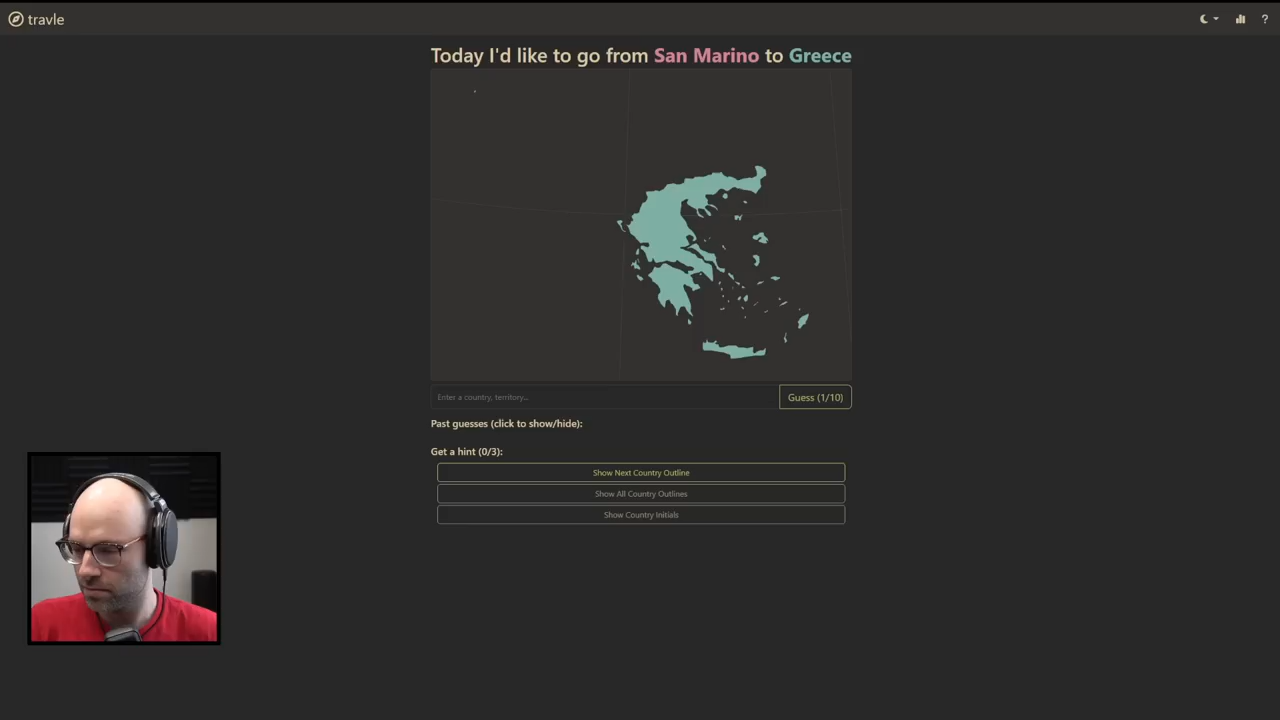 travle
?
Today I'd like to go from San Marino to Greece
Enter a country, territory...
Guess (1/10)
Past guesses (click to show/hide):
Get a hint (0/3):
Show Next Country Outline
Show All Country Outlines
Show Country Initials